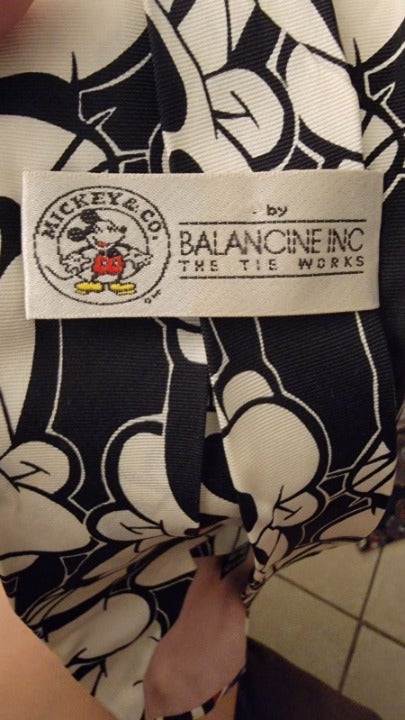 MICKEY & CO.
by
BALANCINE INC
THE TIE WORKS